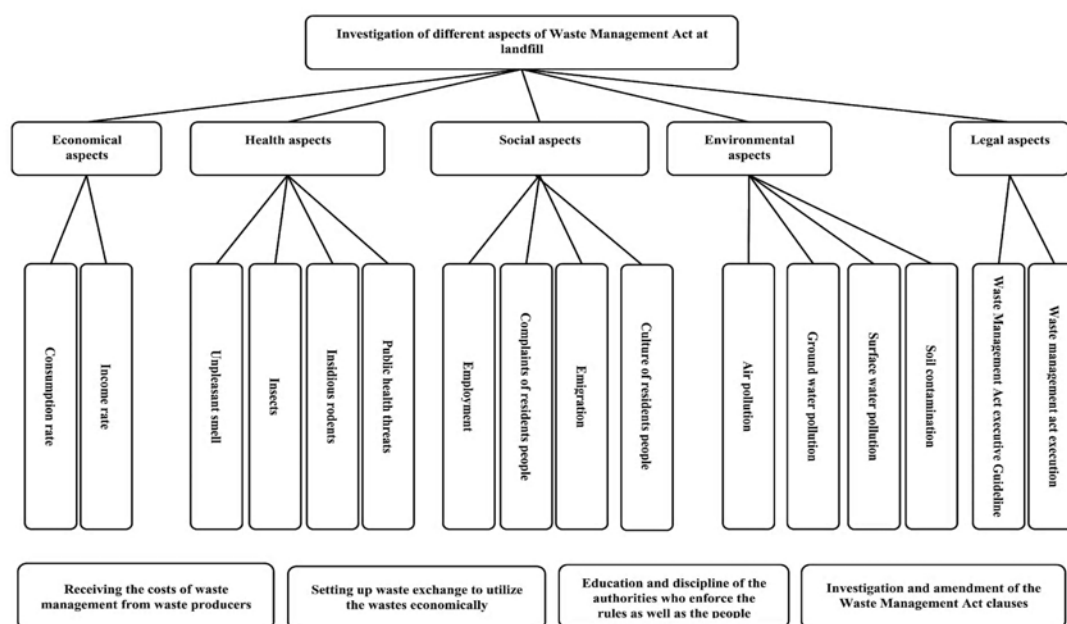 Investigation of different aspects of Waste Management Act at
landfill
Economical
aspects
Health aspects
Social aspects
Environmental
aspects
Legal aspects
Consumption rate
Income rate
Unpleasant smell
Insects
Insidious rodents
Public health threats
Employment
Complaints of residents people
Emigration
Culture of residents people
Air pollution
Ground water pollution
Surface water pollution
Soil contamination
Waste Management Act executive Guideline
Waste management act execution
Receiving the costs of waste
management from waste producers
Setting up waste exchange to utilize
the wastes economically
Education and discipline of the
authorities who enforce the
rules as well as the people
Investigation and amendment of the
Waste Management Act clauses